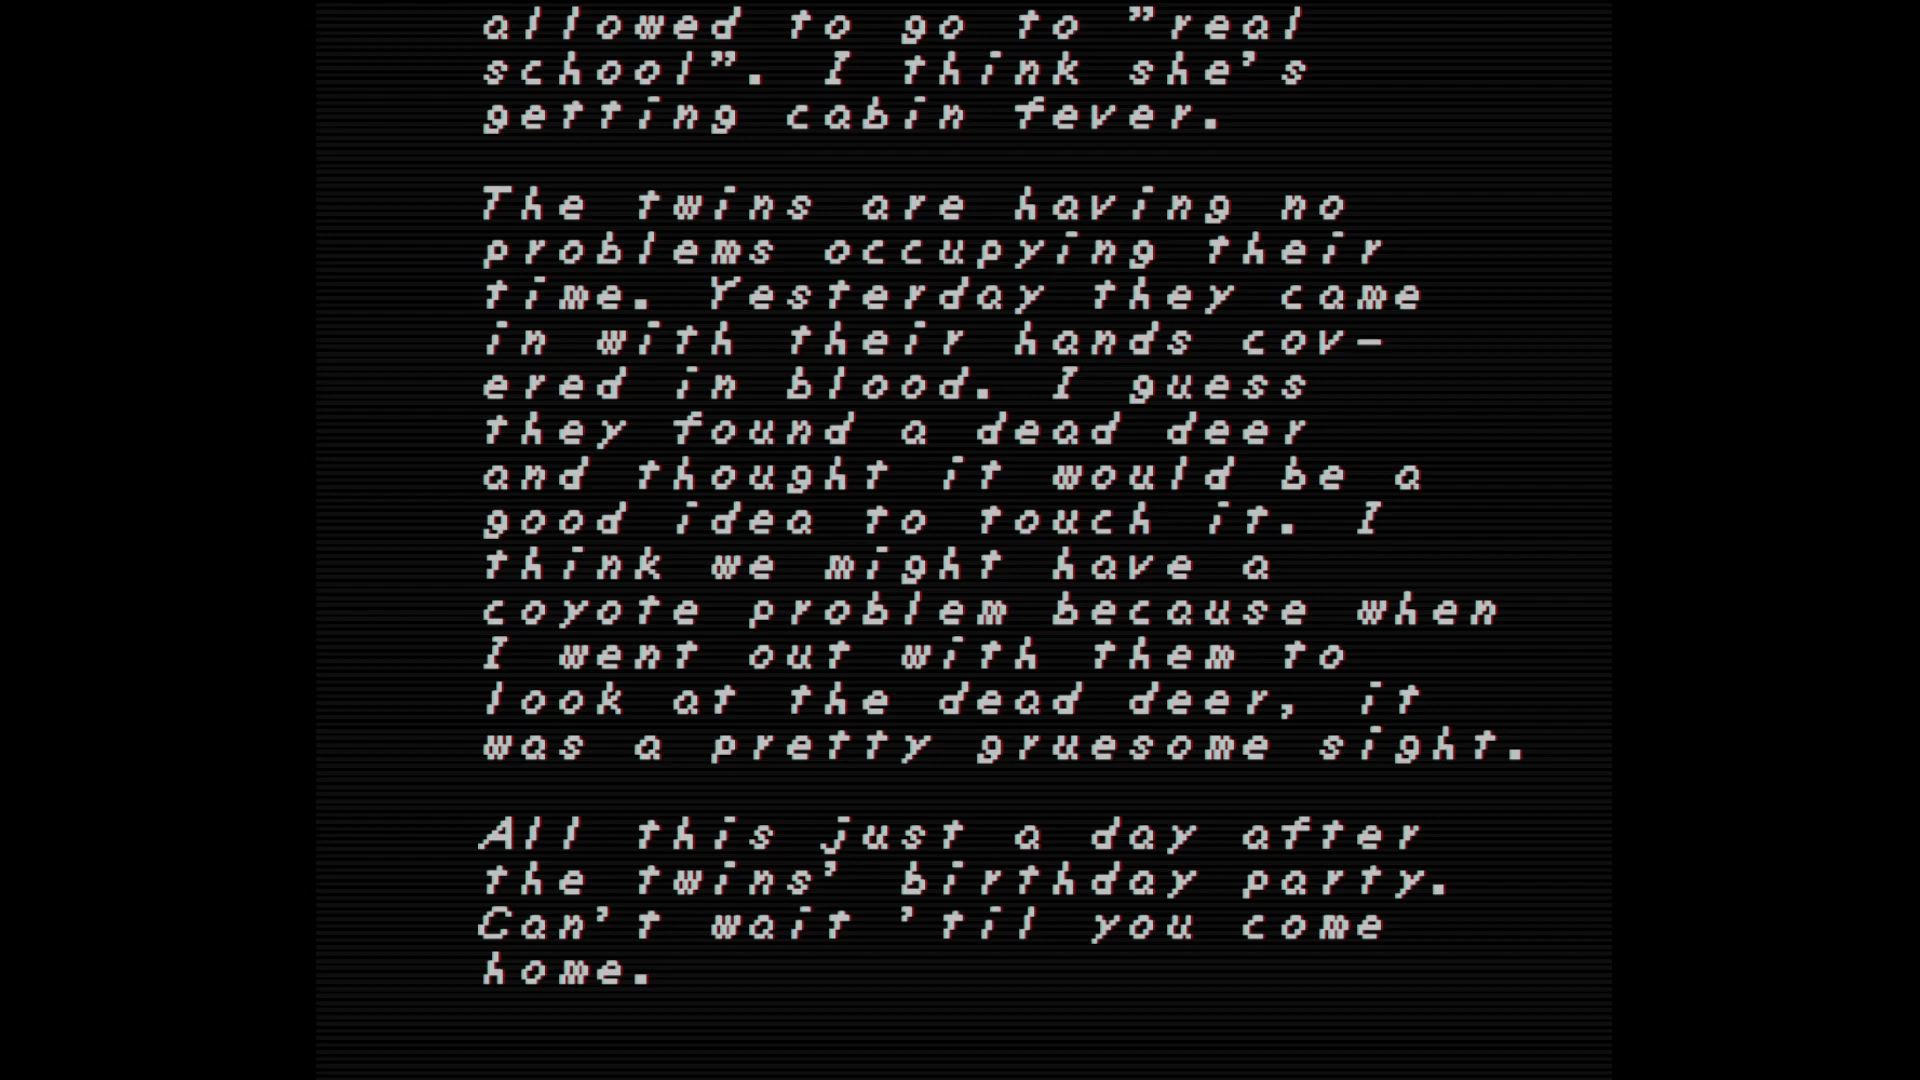 allowed to go to "real
school". I think she's
getting cabin fever.
The twins are having no
problems occupying their
time. Yesterday they came
in with their hands cov-
ered in blood. I guess
they found a dead deer
and thought it would be a
good idea to touch it. I
think we might have a
coyote problem because when
I went out with them to
look at the dead deer, it
was a pretty gruesome sight.
All this just a day after
the twins' birthday party.
Can't wait 'til you come
home.